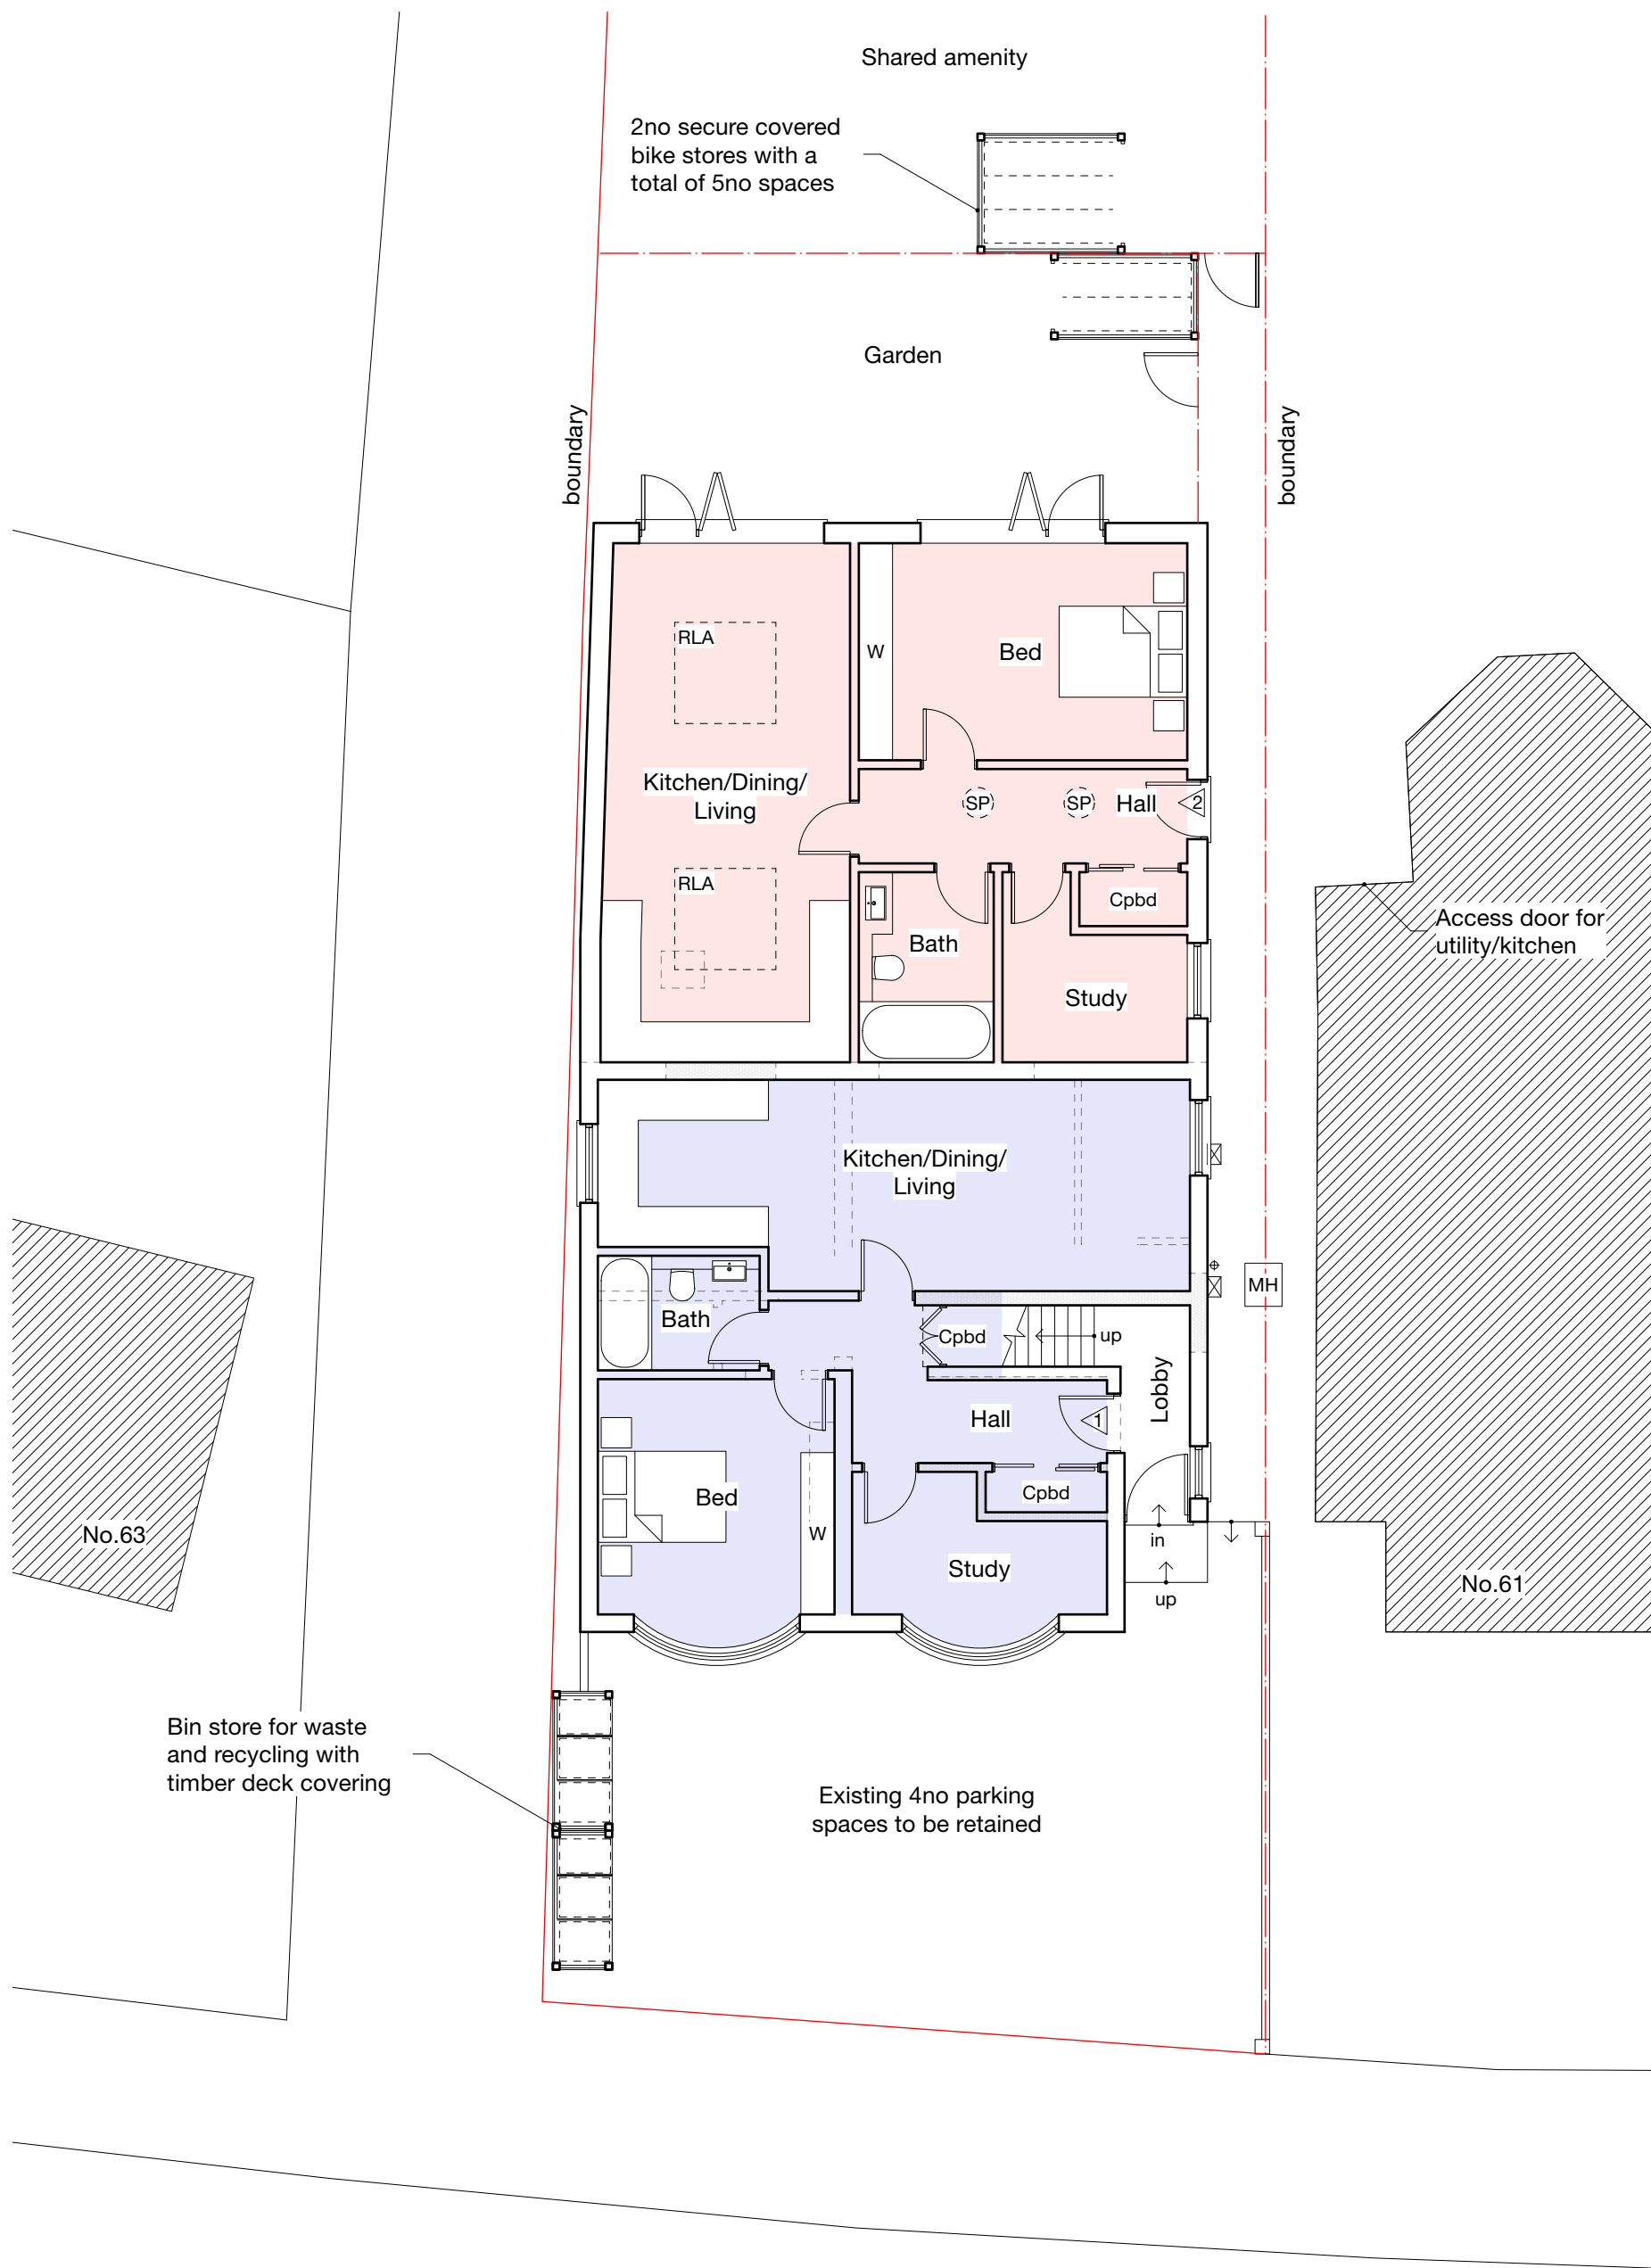 Shared amenity
2no secure covered
bike stores with a
total of 5no spaces
Garden
boundary
boundary
RLA
W
Bed
Kitchen/Dining/
Living
SP
SP
Hall
2
RLA
Cpbd
Bath
Study
Access door for
utility/kitchen
Kitchen/Dining/
Living
MH
Bath
Cpbd
up
Lobby
Hall
1
Bed
Cpbd
W
in
Study
up
No.63
No.61
Bin store for waste
and recycling with
timber deck covering
Existing 4no parking
spaces to be retained